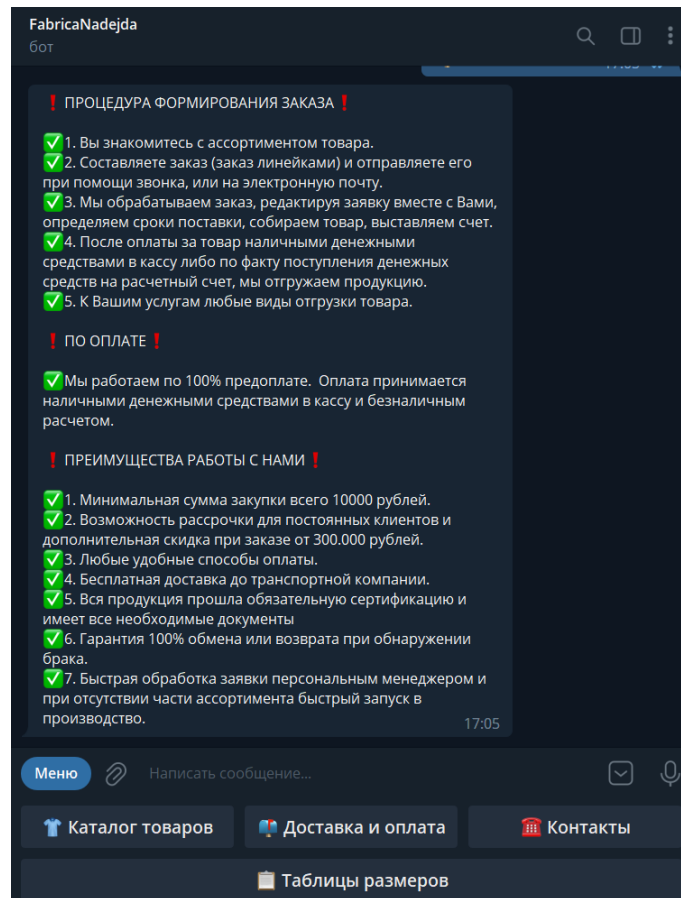 FabricaNadejda
бот
❗ ПРОЦЕДУРА ФОРМИРОВАНИЯ ЗАКАЗА ❗
✅1. Вы знакомитесь с ассортиментом товара.
✅2. Составляете заказ (заказ линейками) и отправляете его
при помощи звонка, или на электронную почту.
✅3. Мы обрабатываем заказ, редактируя заявку вместе с Вами,
определяем сроки поставки, собираем товар, выставляем счет.
✅4. После оплаты за товар наличными денежными
средствами в кассу либо по факту поступления денежных
средств на расчетный счет, мы отгружаем продукцию.
✅5. К Вашим услугам любые виды отгрузки товара.
❗ ПО ОПЛАТЕ ❗
✅Мы работаем по 100% предоплате.  Оплата принимается
наличными денежными средствами в кассу и безналичным
расчетом.
❗ ПРЕИМУЩЕСТВА РАБОТЫ С НАМИ ❗
✅1. Минимальная сумма закупки всего 10000 рублей.
✅2. Возможность рассрочки для постоянных клиентов и
дополнительная скидка при заказе от 300.000 рублей.
✅3. Любые удобные способы оплаты.
✅4. Бесплатная доставка до транспортной компании.
✅5. Вся продукция прошла обязательную сертификацию и
имеет все необходимые документы
✅6. Гарантия 100% обмена или возврата при обнаружении
брака.
✅7. Быстрая обработка заявки персональным менеджером и
при отсутствии части ассортимента быстрый запуск в
производство.
17:05
Меню
Написать сообщение...
👕 Каталог товаров
📬 Доставка и оплата
☎️ Контакты
📋 Таблицы размеров